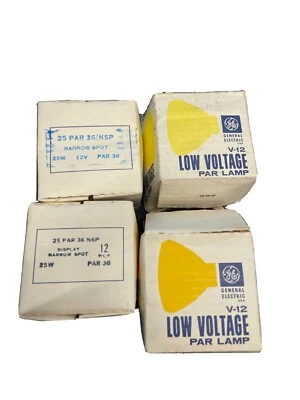 25 PAR 36/NSP
NARROW SPOT
25W 12V PAR 36
GENERAL
ELECTRIC
V-12
LOW VOLTAGE
PAR LAMP
25 PAR 36 NSP
DISPLAY
NARROW SPOT
12
25W PAR 36
GENERAL
ELECTRIC
V-12
LOW VOLTAGE
PAR LAMP